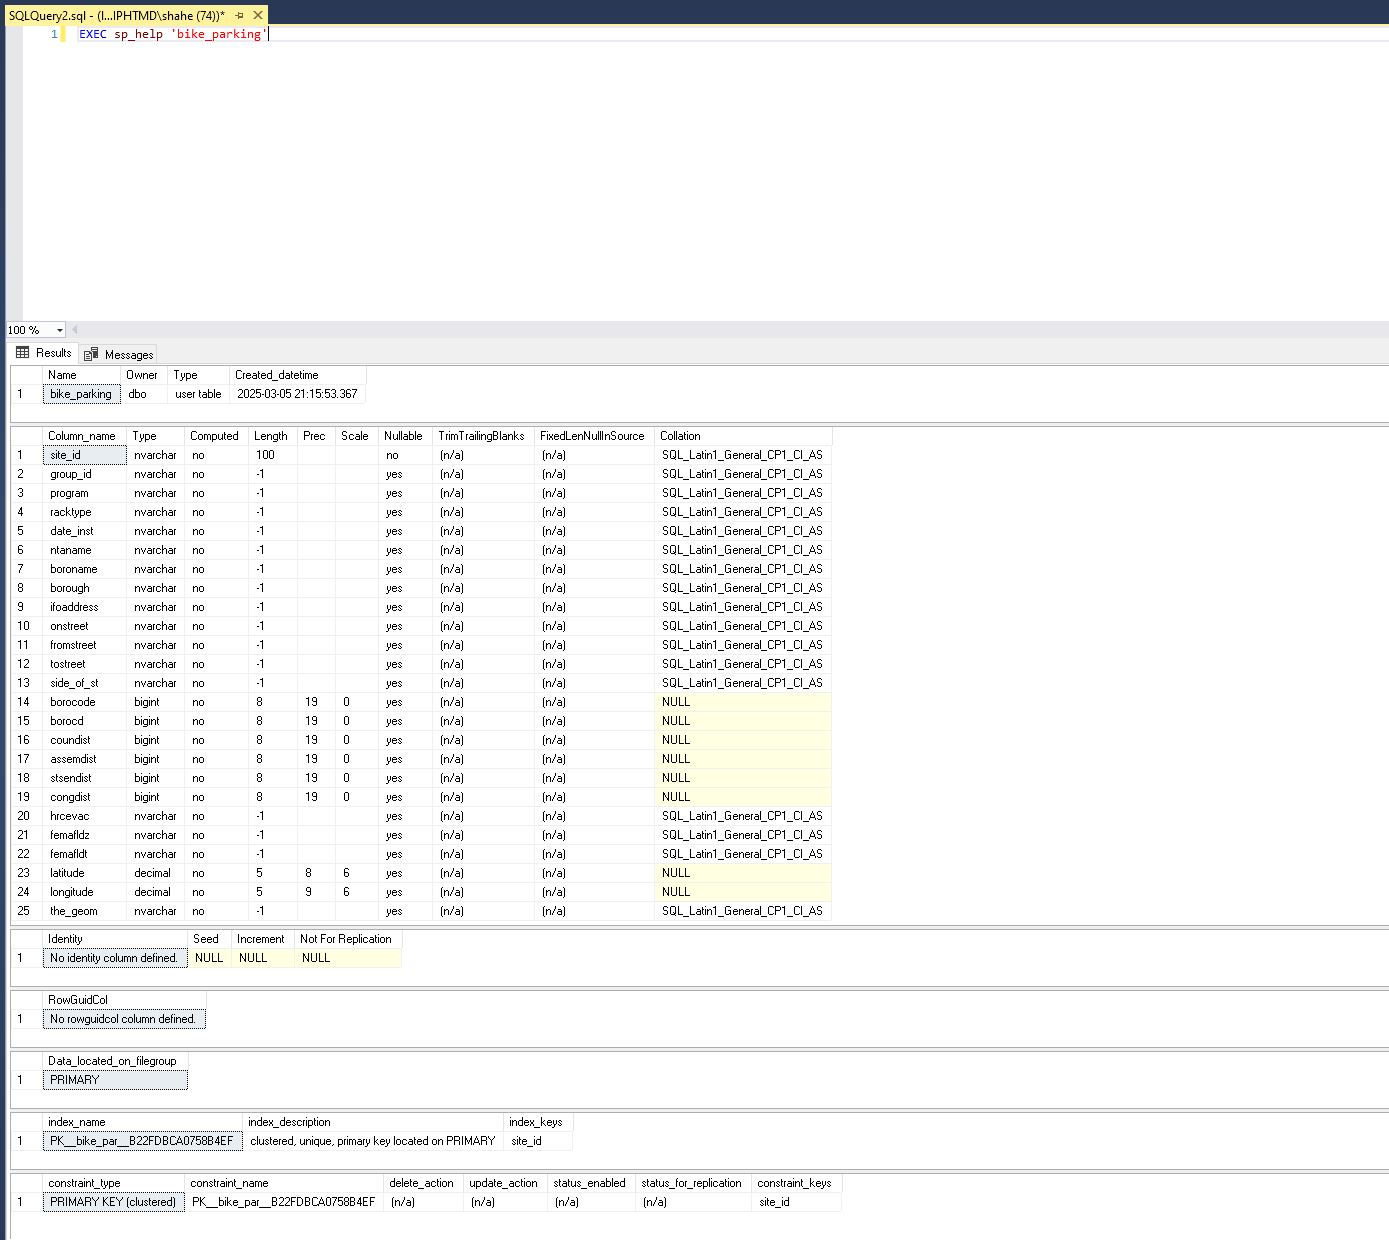 SQLQuery2.sql - (l...IPHTMD\shahe (74))*
1 EXEC sp_help 'bike_parking'
100 %
Results Messages
Name Owner Type Created_datetime
1 bike_parking dbo user table 2025-03-05 21:15:53.367
Column_name Type Computed Length Prec Scale Nullable TrimTrailingBlanks FixedLenNullInSource Collation
1 site_id nvarchar no 100 no (n/a) (n/a) SQL_Latin1_General_CP1_CI_AS
2 group_id nvarchar no -1 yes (n/a) (n/a) SQL_Latin1_General_CP1_CI_AS
3 program nvarchar no -1 yes (n/a) (n/a) SQL_Latin1_General_CP1_CI_AS
4 racktype nvarchar no -1 yes (n/a) (n/a) SQL_Latin1_General_CP1_CI_AS
5 date_inst nvarchar no -1 yes (n/a) (n/a) SQL_Latin1_General_CP1_CI_AS
6 ntaname nvarchar no -1 yes (n/a) (n/a) SQL_Latin1_General_CP1_CI_AS
7 boroname nvarchar no -1 yes (n/a) (n/a) SQL_Latin1_General_CP1_CI_AS
8 borough nvarchar no -1 yes (n/a) (n/a) SQL_Latin1_General_CP1_CI_AS
9 ifoaddress nvarchar no -1 yes (n/a) (n/a) SQL_Latin1_General_CP1_CI_AS
10 onstreet nvarchar no -1 yes (n/a) (n/a) SQL_Latin1_General_CP1_CI_AS
11 fromstreet nvarchar no -1 yes (n/a) (n/a) SQL_Latin1_General_CP1_CI_AS
12 tostreet nvarchar no -1 yes (n/a) (n/a) SQL_Latin1_General_CP1_CI_AS
13 side_of_st nvarchar no -1 yes (n/a) (n/a) SQL_Latin1_General_CP1_CI_AS
14 borocode bigint no 8 19 0 yes (n/a) (n/a) NULL
15 borocd bigint no 8 19 0 yes (n/a) (n/a) NULL
16 coundist bigint no 8 19 0 yes (n/a) (n/a) NULL
17 assemdist bigint no 8 19 0 yes (n/a) (n/a) NULL
18 stsendist bigint no 8 19 0 yes (n/a) (n/a) NULL
19 congdist bigint no 8 19 0 yes (n/a) (n/a) NULL
20 hrcevac nvarchar no -1 yes (n/a) (n/a) SQL_Latin1_General_CP1_CI_AS
21 femafldz nvarchar no -1 yes (n/a) (n/a) SQL_Latin1_General_CP1_CI_AS
22 femafldt nvarchar no -1 yes (n/a) (n/a) SQL_Latin1_General_CP1_CI_AS
23 latitude decimal no 5 8 6 yes (n/a) (n/a) NULL
24 longitude decimal no 5 9 6 yes (n/a) (n/a) NULL
25 the_geom nvarchar no -1 yes (n/a) (n/a) SQL_Latin1_General_CP1_CI_AS
Identity Seed Increment Not For Replication
1 No identity column defined. NULL NULL NULL
RowGuidCol
1 No rowguidcol column defined.
Data_located_on_filegroup
1 PRIMARY
index_name index_description index_keys
1 PK__bike_par__B22FDBCA0758B4EF clustered, unique, primary key located on PRIMARY site_id
constraint_type constraint_name delete_action update_action status_enabled status_for_replication constraint_keys
1 PRIMARY KEY (clustered) PK__bike_par__B22FDBCA0758B4EF (n/a) (n/a) (n/a) (n/a) site_id